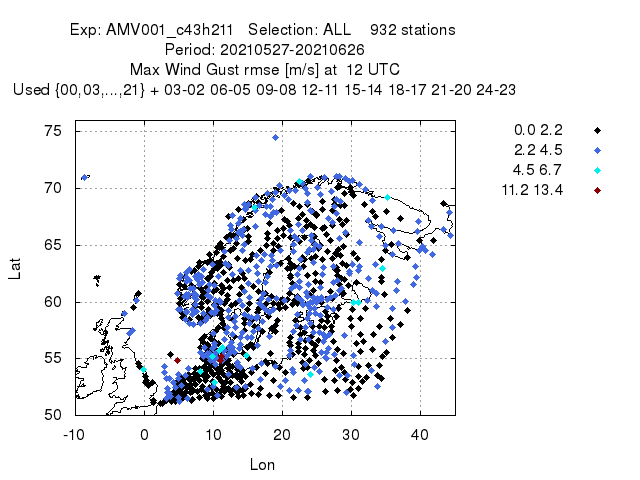 Exp: AMV001_c43h211 Selection: ALL 932 stations
Period: 20210527-20210626
Max Wind Gust rmse [m/s] at 12 UTC
Used {00,03,...,21} + 03-02 06-05 09-08 12-11 15-14 18-17 21-20 24-23
0.0 2.2
2.2 4.5
4.5 6.7
11.2 13.4
75
70
65
60
55
50
Lat
-10 0 10 20 30 40
Lon